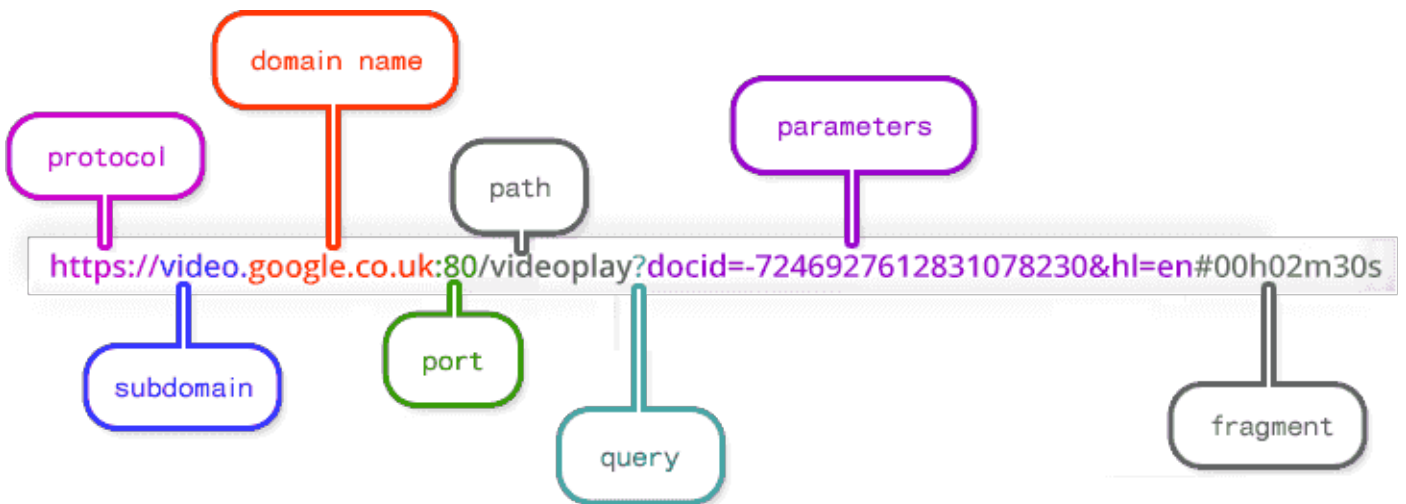 domain name
parameters
protocol
path
https://video.google.co.uk:80/videoplay?docid=-7246927612831078230&hl=en#00h02m30s
port
subdomain
fragment
query